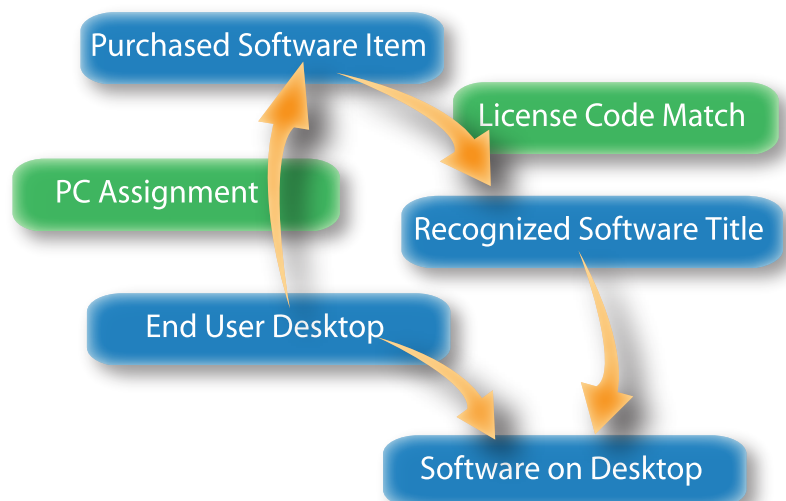 Purchased Software Item
License Code Match
PC Assignment
Recognized Software Title
End User Desktop
Software on Desktop